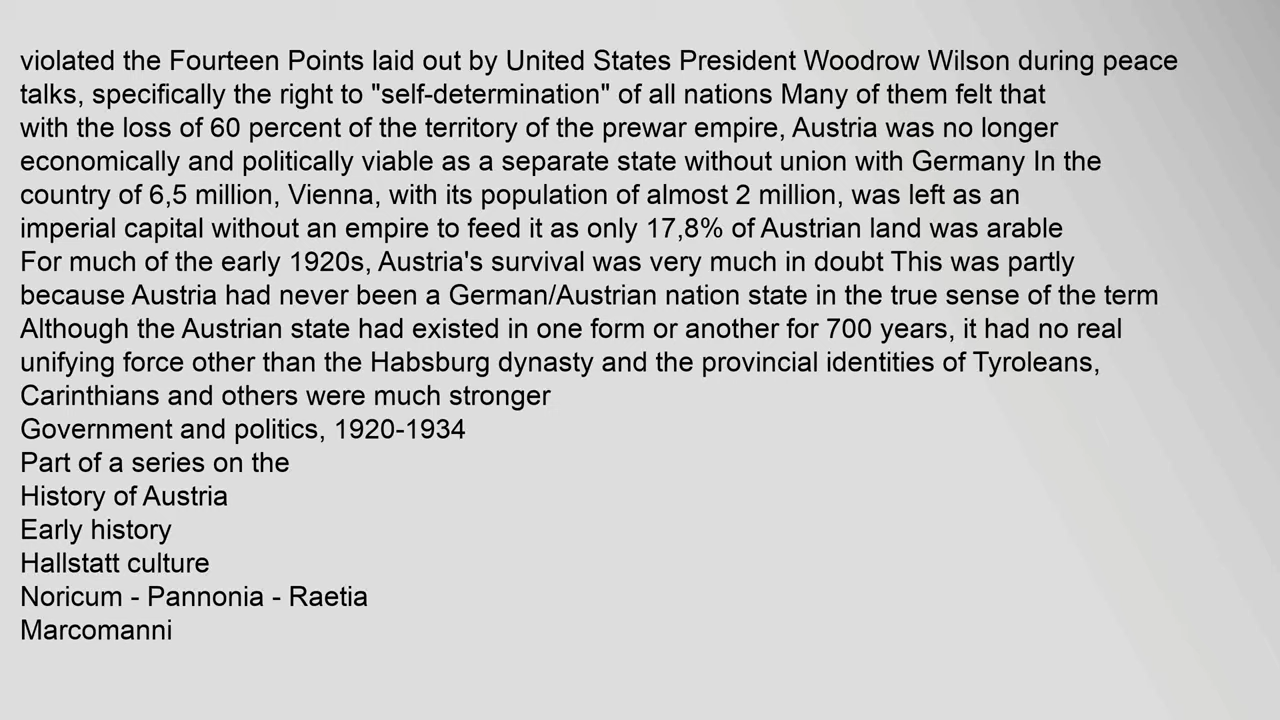 violated the Fourteen Points laid out by United States President Woodrow Wilson during peace
talks, specifically the right to "self-determination" of all nations Many of them felt that
with the loss of 60 percent of the territory of the prewar empire, Austria was no longer
economically and politically viable as a separate state without union with Germany In the
country of 6,5 million, Vienna, with its population of almost 2 million, was left as an
imperial capital without an empire to feed it as only 17,8% of Austrian land was arable
For much of the early 1920s, Austria's survival was very much in doubt This was partly
because Austria had never been a German/Austrian nation state in the true sense of the term
Although the Austrian state had existed in one form or another for 700 years, it had no real
unifying force other than the Habsburg dynasty and the provincial identities of Tyroleans,
Carinthians and others were much stronger
Government and politics, 1920-1934
Part of a series on the
History of Austria
Early history
Hallstatt culture
Noricum - Pannonia - Raetia
Marcomanni